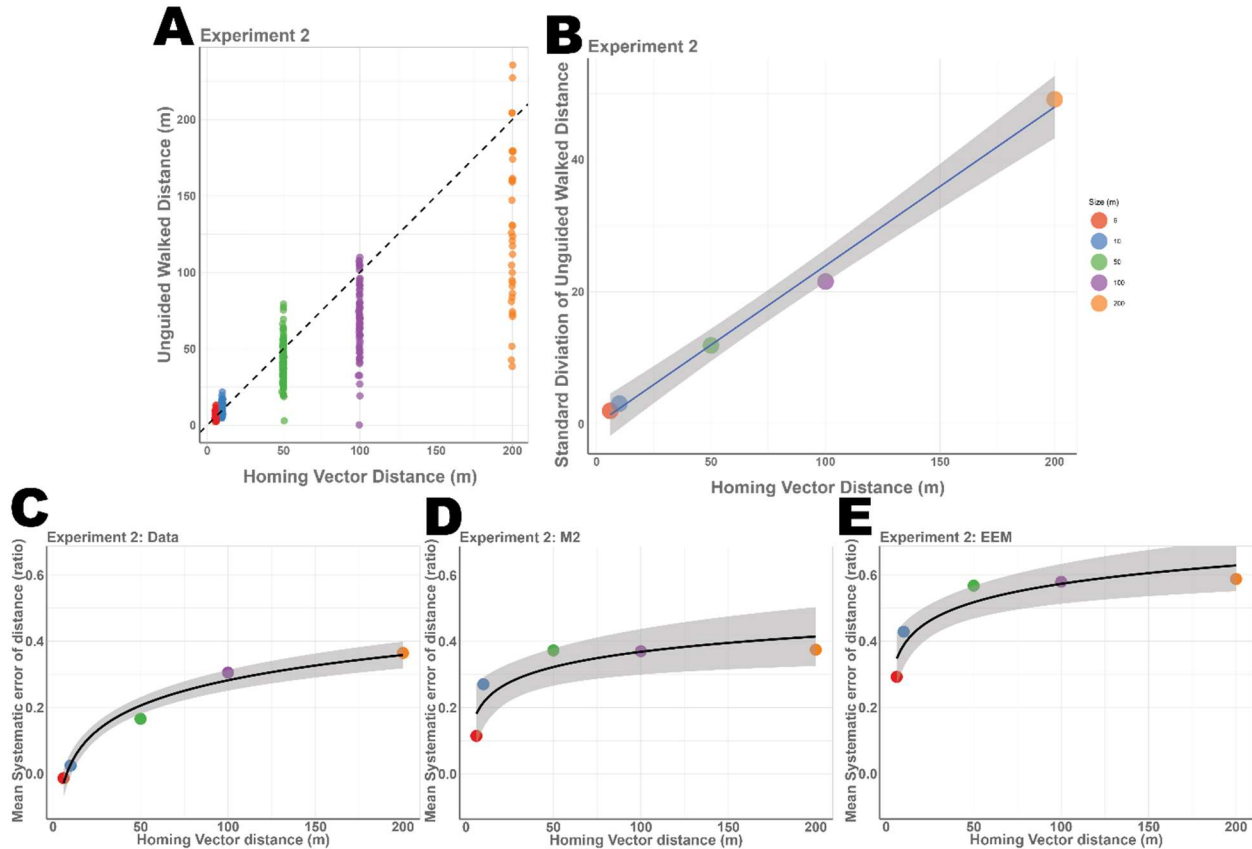 A
Experiment 2
Unguided Walked Distance (m)
200
150
100
50
0
0 50 100 150 200
Homing Vector Distance (m)
B
Experiment 2
Standard Diviation of Unguided Walked Distance
40
20
0
0 50 100 150 200
Homing Vector Distance (m)
Size (m)
6
10
50
100
200
C
Experiment 2: Data
Mean Systematic error of distance (ratio)
0.6
0.4
0.2
0.0
0 50 100 150 200
Homing Vector distance (m)
D
Experiment 2: M2
Mean Systematic error of distance (ratio)
0.6
0.4
0.2
0.0
0 50 100 150 200
Homing Vector distance (m)
E
Experiment 2: EEM
Mean Systematic error of distance (ratio)
0.6
0.4
0.2
0.0
0 50 100 150 200
Homing Vector distance (m)